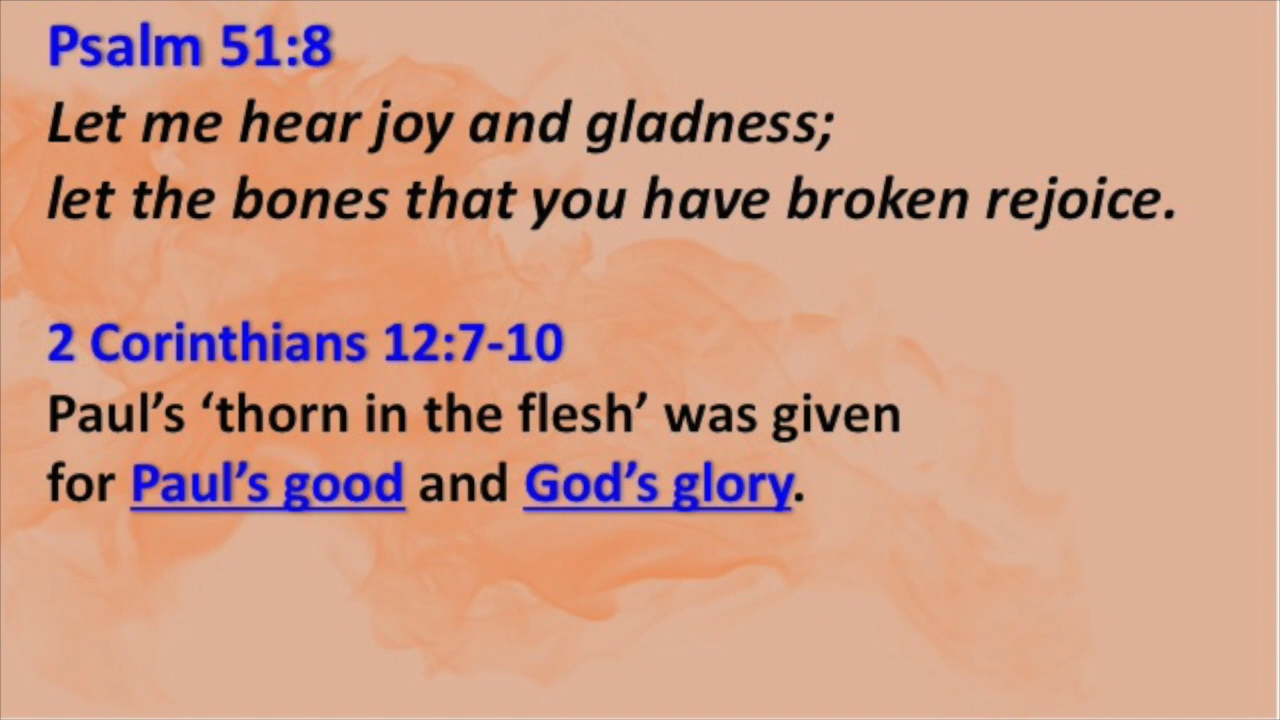 Psalm 51:8
Let me hear joy and gladness;
let the bones that you have broken rejoice.
2 Corinthians 12:7-10
Paul’s ‘thorn in the flesh’ was given
for Paul’s good and God’s glory.